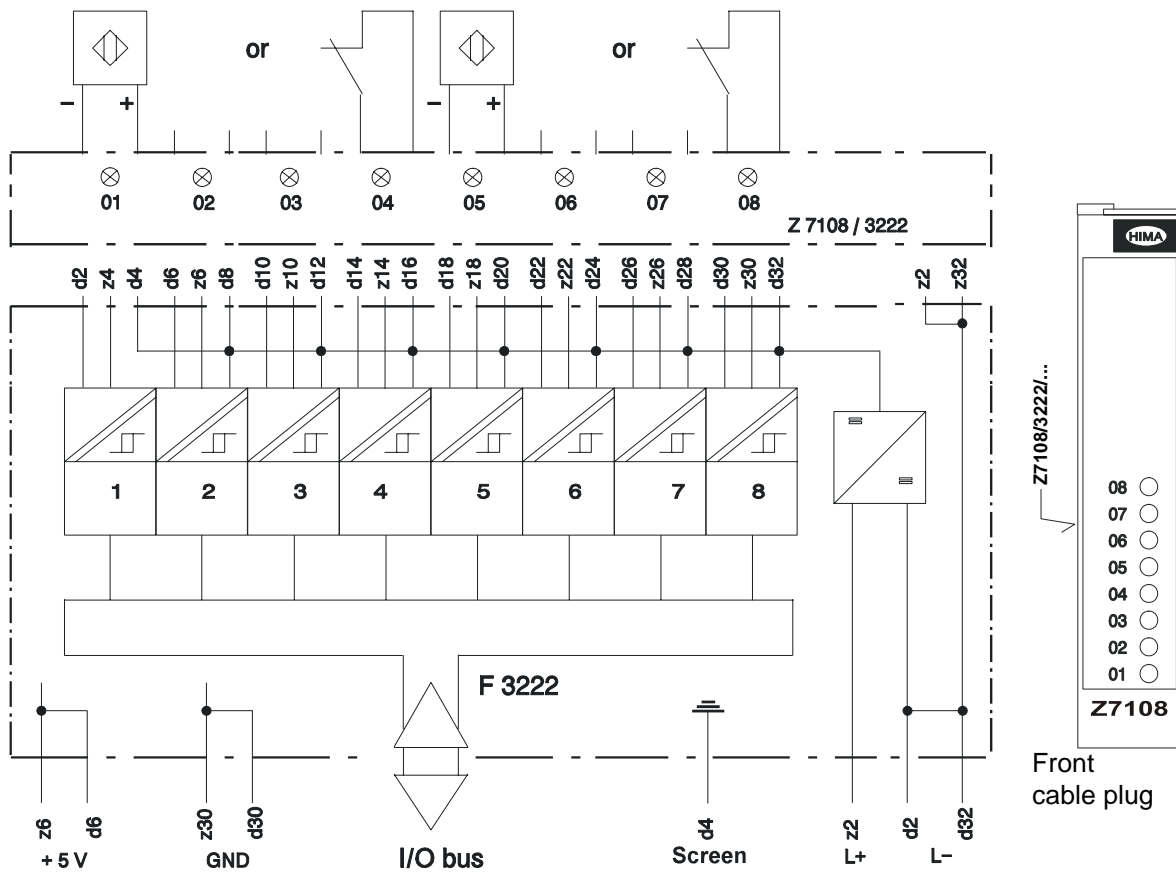 or or
− + − +
01 02 03 04 05 06 07 08
Z 7108 / 3222
d2 z4 d4 d6 z6 d8 d10 z10 d12 d14 z14 d16 d18 z18 d20 d22 z22 d24 d26 z26 d28 d30 z30 d32 z2 z32
1 2 3 4 5 6 7 8
F 3222
z6 d6 z30 d30 d4 z2 d2 d32
+ 5 V GND I/O bus Screen L+ L−
HIMA
Z7108/3222/...
08
07
06
05
04
03
02
01
Z7108
Front
cable plug